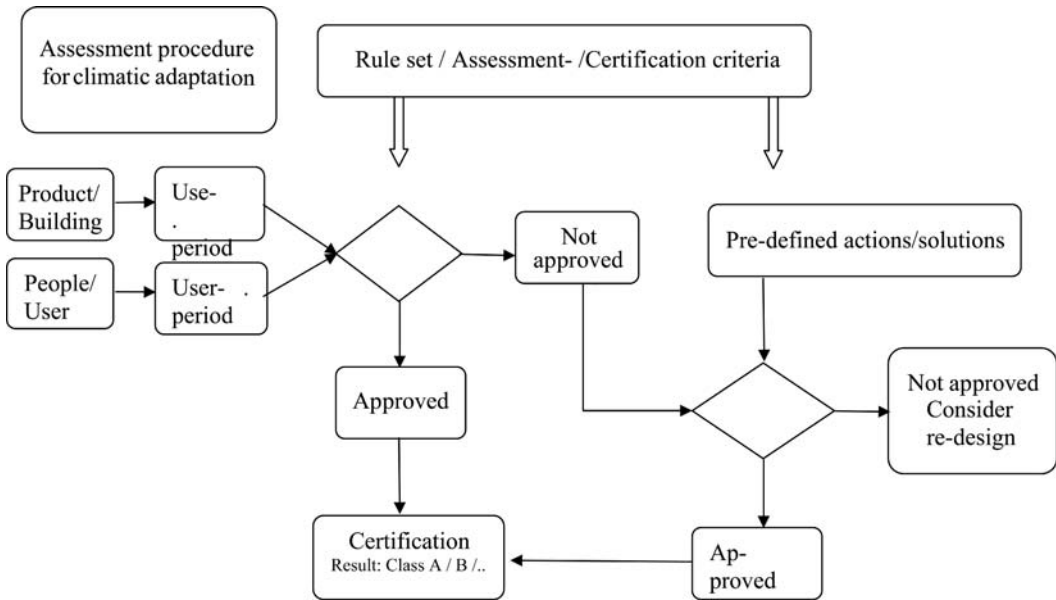 Assessment procedure
for climatic adaptation
Rule set / Assessment- /Certification criteria
Product/
Building
Use-
.
period
People/
User
User- .
period
Not
approved
Pre-defined actions/solutions
Approved
Not approved
Consider
re-design
Certification
Result: Class A / B /..
Ap-
proved